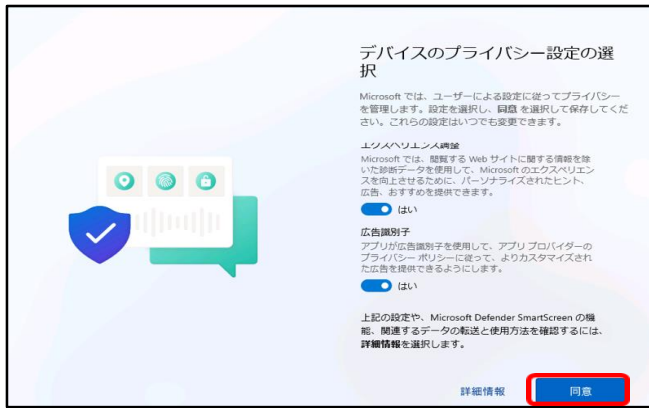 デバイスのプライバシー設定の選
択
Microsoft では、ユーザーによる設定に従ってプライバシー
を管理します。設定を選択し、同意 を選択して保存してくだ
さい。これらの設定はいつでも変更できます。
エクスペリエンス調整
Microsoft では、閲覧する Web サイトに関する情報を除
いた診断データを使用して、Microsoft のエクスペリエン
スを向上させるために、パーソナライズされたヒント、
広告、おすすめを提供できます。
はい
広告識別子
アプリが広告識別子を使用して、アプリ プロバイダーの
プライバシー ポリシーに従って、よりカスタマイズされ
た広告を提供できるようにします。
はい
上記の設定や、Microsoft Defender SmartScreen の機
能、関連するデータの転送と使用方法を確認するには、
詳細情報を選択します。
詳細情報
同意